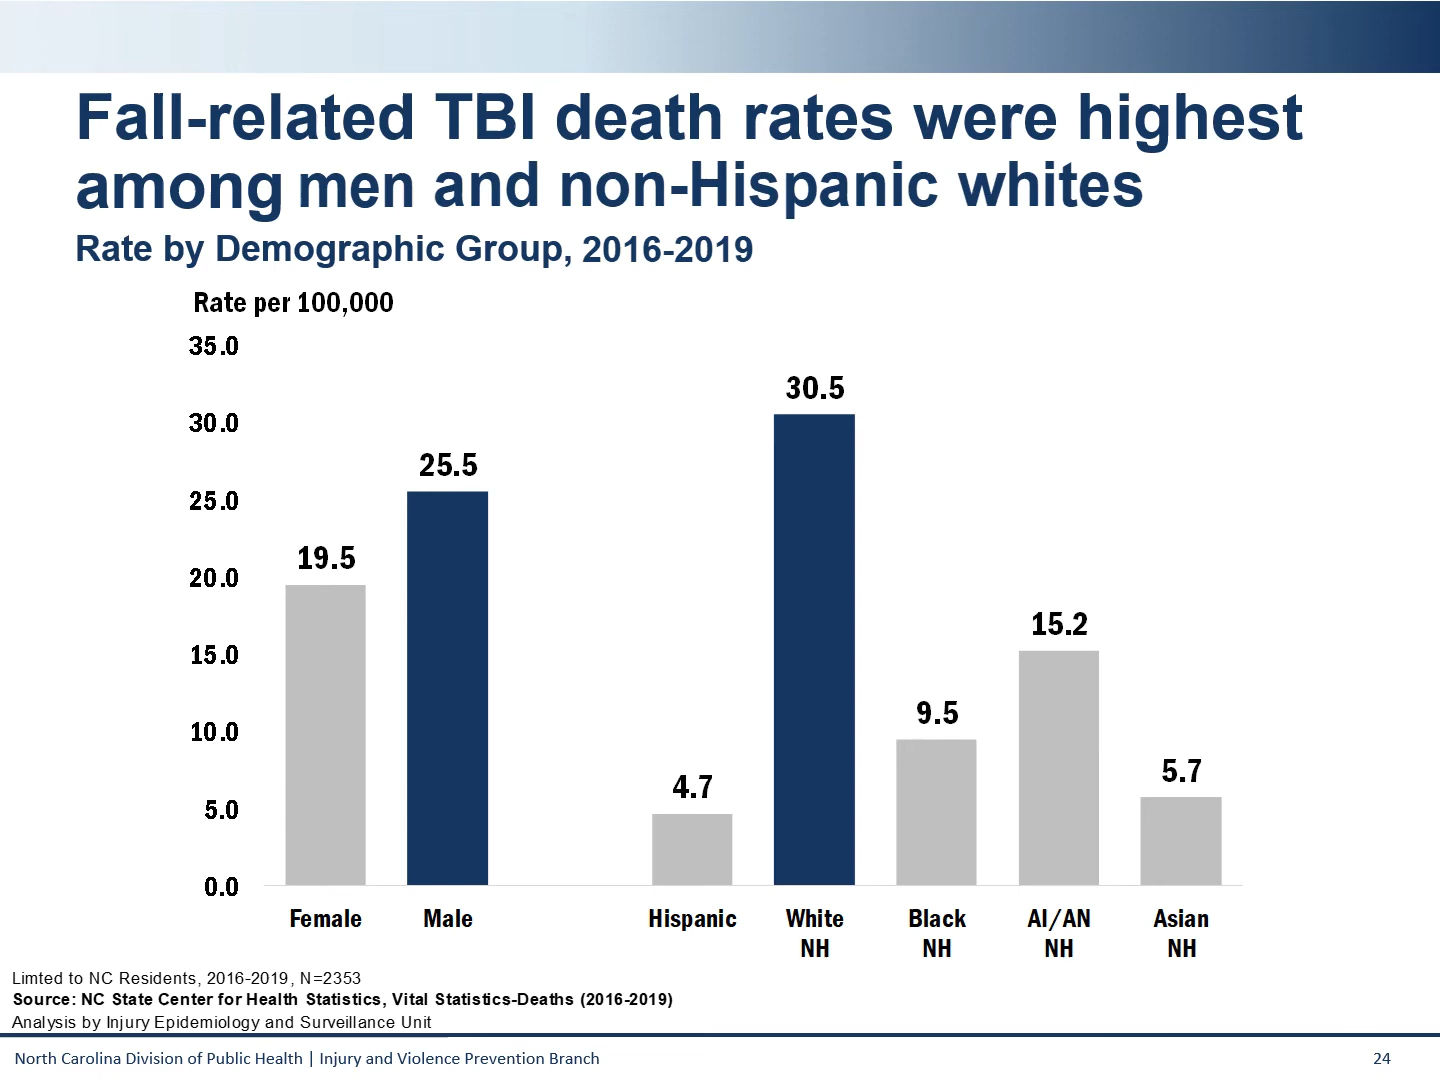 Fall-related TBI death rates were highest
among men and non-Hispanic whites
Rate by Demographic Group, 2016-2019
Rate per 100,000
35.0
30.0
25.0
20.0
15.0
10.0
5.0
0.0
19.5
25.5
4.7
30.5
9.5
15.2
5.7
Female
Male
Hispanic
White
NH
Black
NH
AI/AN
NH
Asian
NH
Limted to NC Residents, 2016-2019, N=2353
Source: NC State Center for Health Statistics, Vital Statistics-Deaths (2016-2019)
Analysis by Injury Epidemiology and Surveillance Unit
North Carolina Division of Public Health | Injury and Violence Prevention Branch
24